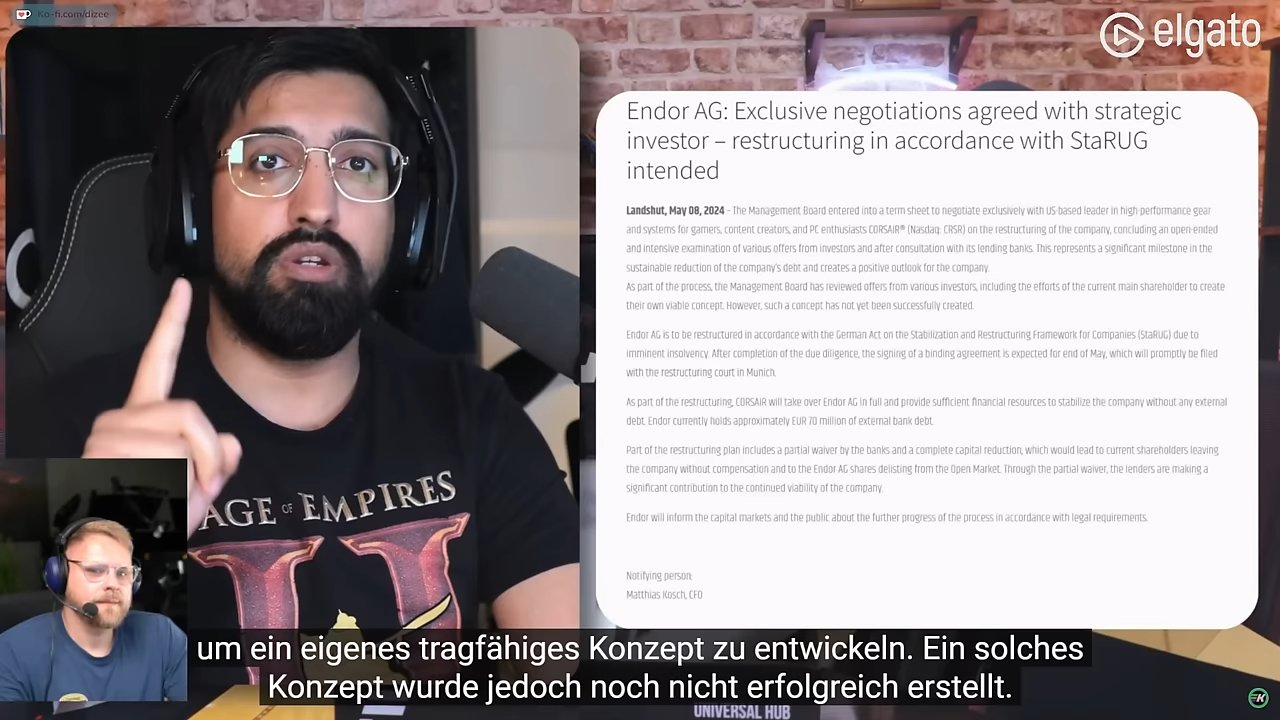 Ko-fi.com/dizee
elgato
Endor AG: Exclusive negotiations agreed with strategic
investor – restructuring in accordance with StaRUG
intended
Landshut, May 08, 2024 – The Management Board entered into a term sheet to negotiate exclusively with US-based leader in high-performance gear
and systems for gamers, content creators, and PC enthusiasts CORSAIR® (Nasdaq: CRSR) on the restructuring of the company, concluding an open-ended
and intensive examination of various offers from investors and after consultation with its lending banks. This represents a significant milestone in the
sustainable reduction of the company's debt and creates a positive outlook for the company.
As part of the process, the Management Board has reviewed offers from various investors, including the efforts of the current main shareholder to create
their own viable concept. However, such a concept has not yet been successfully created.
Endor AG is to be restructured in accordance with the German Act on the Stabilization and Restructuring Framework for Companies (StaRUG) due to
imminent insolvency. After completion of the due diligence, the signing of a binding agreement is expected for end of May, which will promptly be filed
with the restructuring court in Munich.
As part of the restructuring, CORSAIR will take over Endor AG in full and provide sufficient financial resources to stabilize the company without any external
debt. Endor currently holds approximately EUR 70 million of external bank debt.
Part of the restructuring plan includes a partial waiver by the banks and a complete capital reduction, which would lead to current shareholders leaving
the company without compensation and to the Endor AG shares delisting from the Open Market. Through the partial waiver, the lenders are making a
significant contribution to the continued viability of the company.
Endor will inform the capital markets and the public about the further progress of the process in accordance with legal requirements.
Notifying person:
Matthias Kosch, CFO
AGE OF EMPIRES
II
um ein eigenes tragfähiges Konzept zu entwickeln. Ein solches
Konzept wurde jedoch noch nicht erfolgreich erstellt.
UNIVERSAL HUB